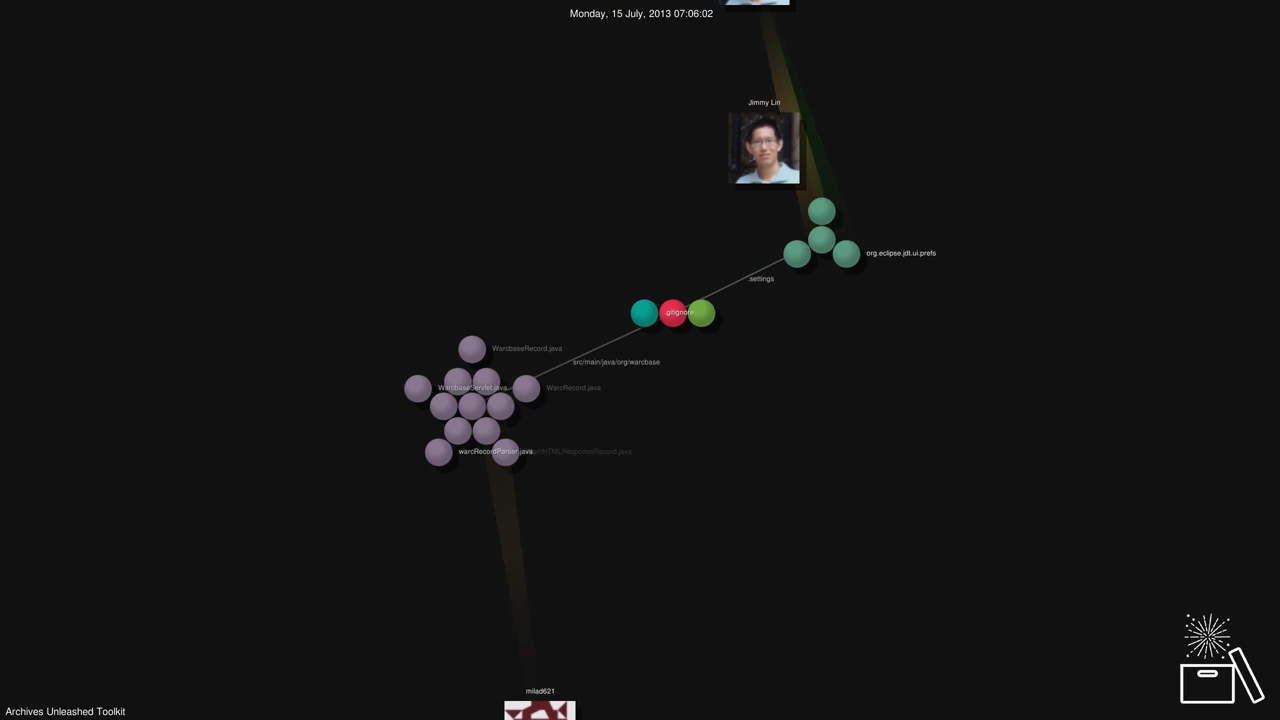 Monday, 15 July, 2013 07:06:02
Jimmy Lin
org.eclipse.jdt.ui.prefs
.settings
.gitignore
WarcbaseRecord.java
src/main/java/org/warcbase
WarcbaseServlet.java
WarcRecord.java
warcRecordParser.java
milad621
Archives Unleashed Toolkit